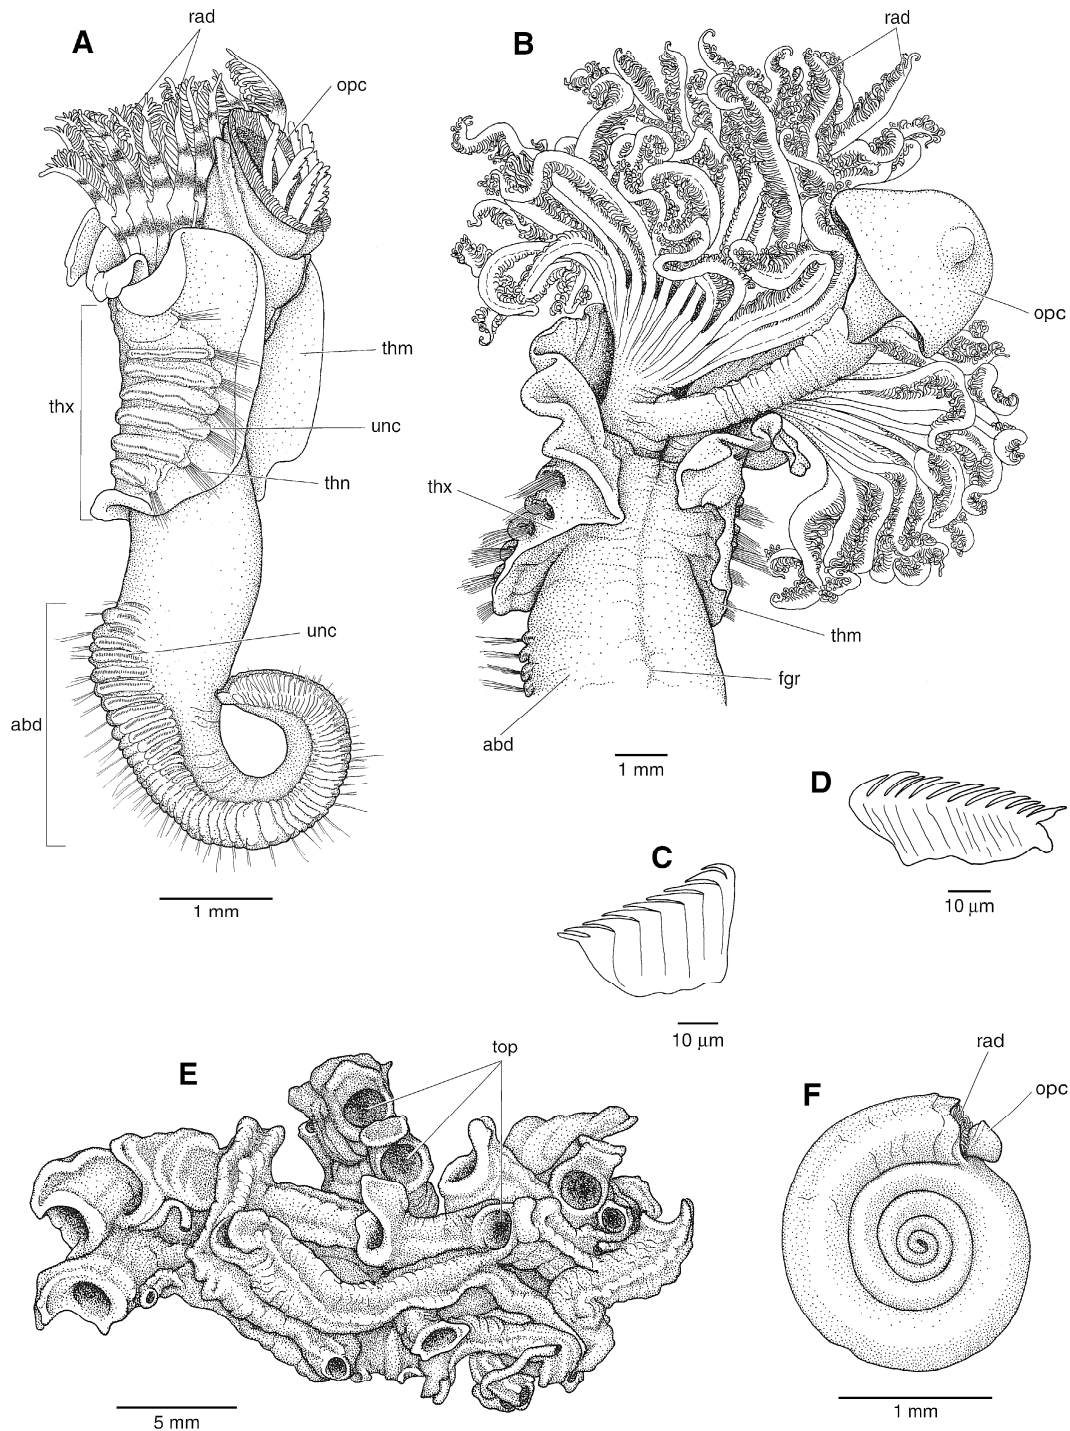 A
rad
opc
thx
thm
unc
thn
unc
abd
1 mm
B
rad
opc
thx
thm
fgr
abd
1 mm
D
10 µm
C
10 µm
E
top
5 mm
F
rad
opc
1 mm